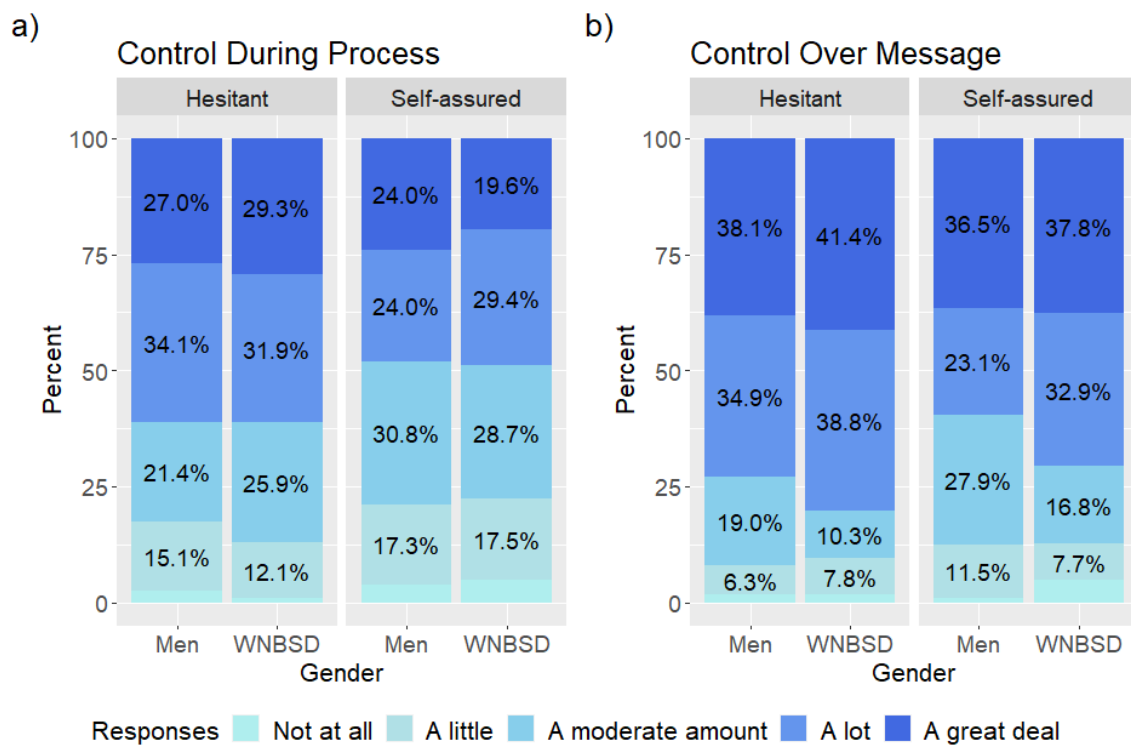 a)
Control During Process
Hesitant
Self-assured
Percent
100
75
50
25
0
27.0%
29.3%
24.0%
19.6%
34.1%
31.9%
24.0%
29.4%
21.4%
25.9%
30.8%
28.7%
15.1%
12.1%
17.3%
17.5%
Men
WNBSD
Men
WNBSD
Gender
b)
Control Over Message
Hesitant
Self-assured
Percent
100
75
50
25
0
38.1%
41.4%
36.5%
37.8%
34.9%
38.8%
23.1%
32.9%
19.0%
10.3%
27.9%
16.8%
6.3%
7.8%
11.5%
7.7%
Men
WNBSD
Men
WNBSD
Gender
Responses Not at all A little A moderate amount A lot A great deal